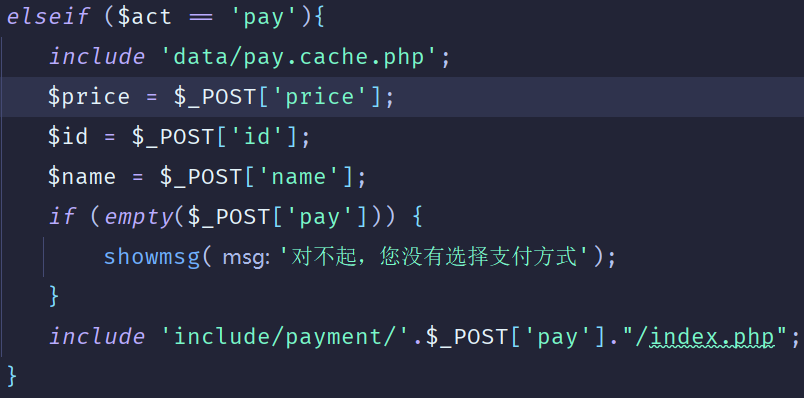 elseif ($act == 'pay'){
include 'data/pay.cache.php';
$price = $_POST['price'];
$id = $_POST['id'];
$name = $_POST['name'];
if (empty($_POST['pay'])) {
showmsg( msg: '对不起，您没有选择支付方式');
}
include 'include/payment/'.$_POST['pay']."/index.php";
}